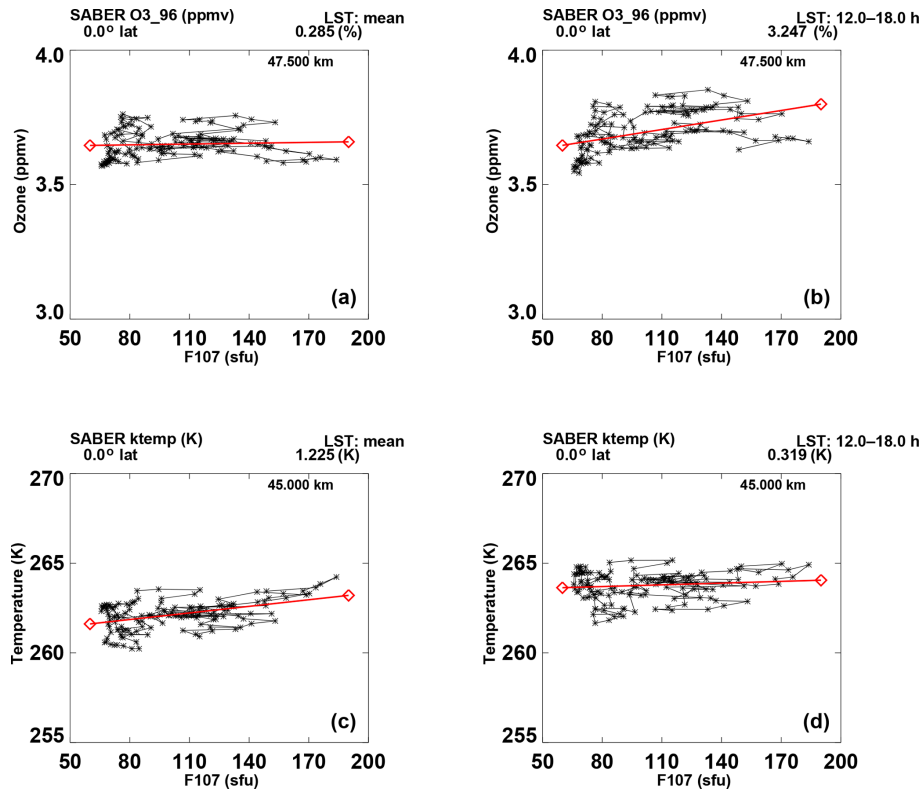 SABER O3_96 (ppmv) LST: mean
0.0° lat 0.285 (%)
47.500 km
4.0
3.5
3.0
Ozone (ppmv)
(a)
50 80 110 140 170 200
F107 (sfu)
SABER O3_96 (ppmv) LST: 12.0–18.0 h
0.0° lat 3.247 (%)
47.500 km
4.0
3.5
3.0
Ozone (ppmv)
(b)
50 80 110 140 170 200
F107 (sfu)
SABER ktemp (K) LST: mean
0.0° lat 1.225 (K)
45.000 km
270
265
260
255
Temperature (K)
(c)
50 80 110 140 170 200
F107 (sfu)
SABER ktemp (K) LST: 12.0–18.0 h
0.0° lat 0.319 (K)
45.000 km
270
265
260
255
Temperature (K)
(d)
50 80 110 140 170 200
F107 (sfu)